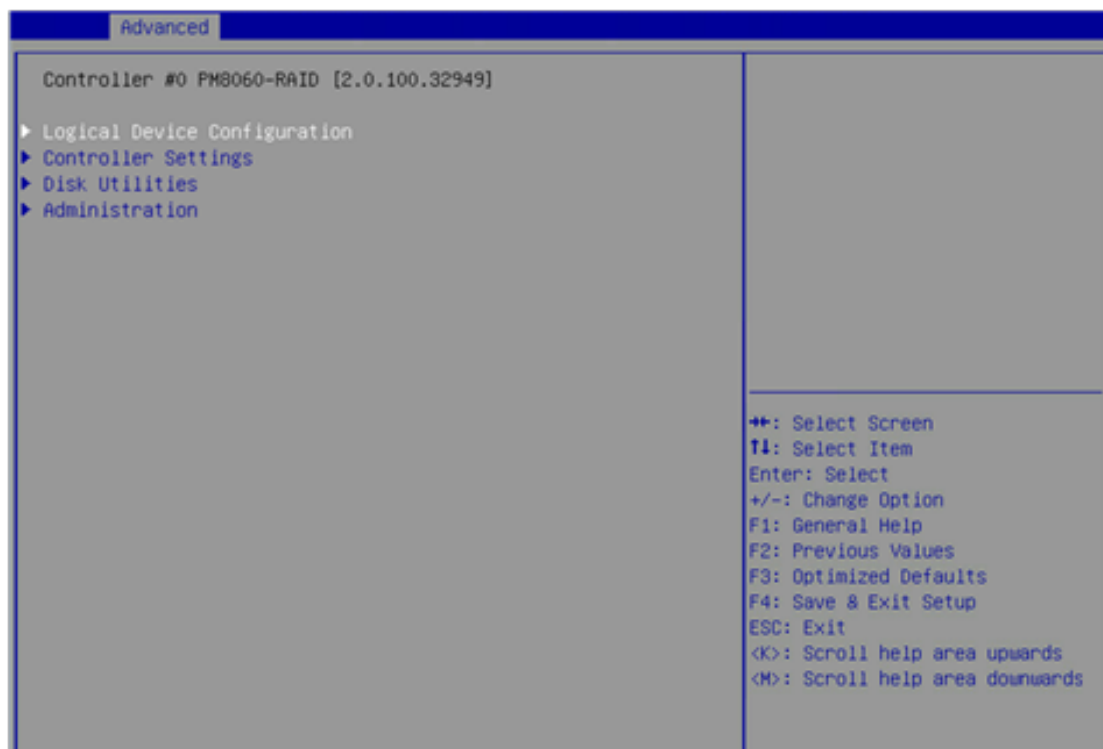 Advanced
Controller #0 PM8060-RAID [2.0.100.32949]
Logical Device Configuration
Controller Settings
Disk Utilities
Administration
→←: Select Screen
↑↓: Select Item
Enter: Select
+/-: Change Option
F1: General Help
F2: Previous Values
F3: Optimized Defaults
F4: Save & Exit Setup
ESC: Exit
<K>: Scroll help area upwards
<M>: Scroll help area downwards